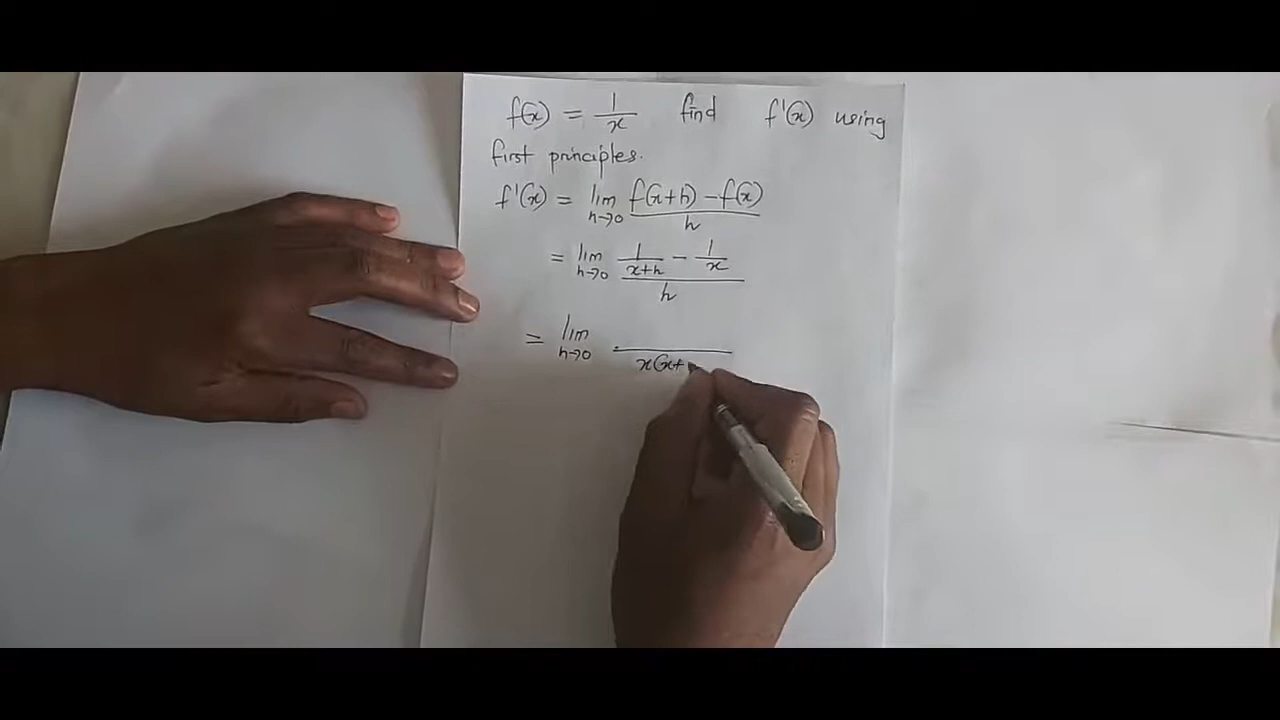 f(x) = 1/x find f'(x) using
first principles.
f'(x) = lim h→0 f(x+h) - f(x) / h
= lim h→0 1/x+h - 1/x / h
= lim h→0 x(x+